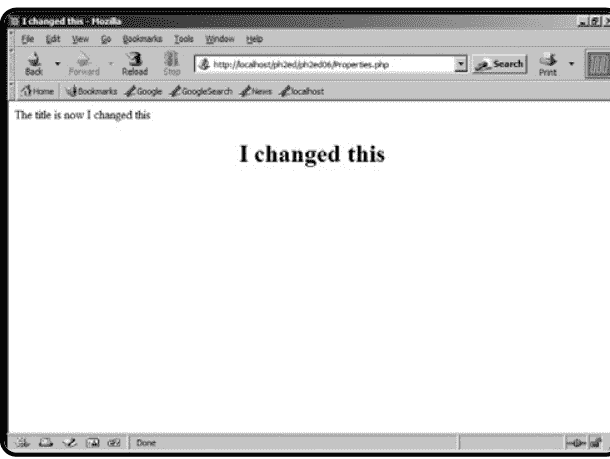 I changed this - Mozilla
File Edit View Go Bookmarks Tools Window Help
Back Forward Reload Stop http://localhost/ph2ed/ph2ed06/Properties.php Search Print
Home Bookmarks Google GoogleSearch News localhost
The title is now I changed this
I changed this
Done